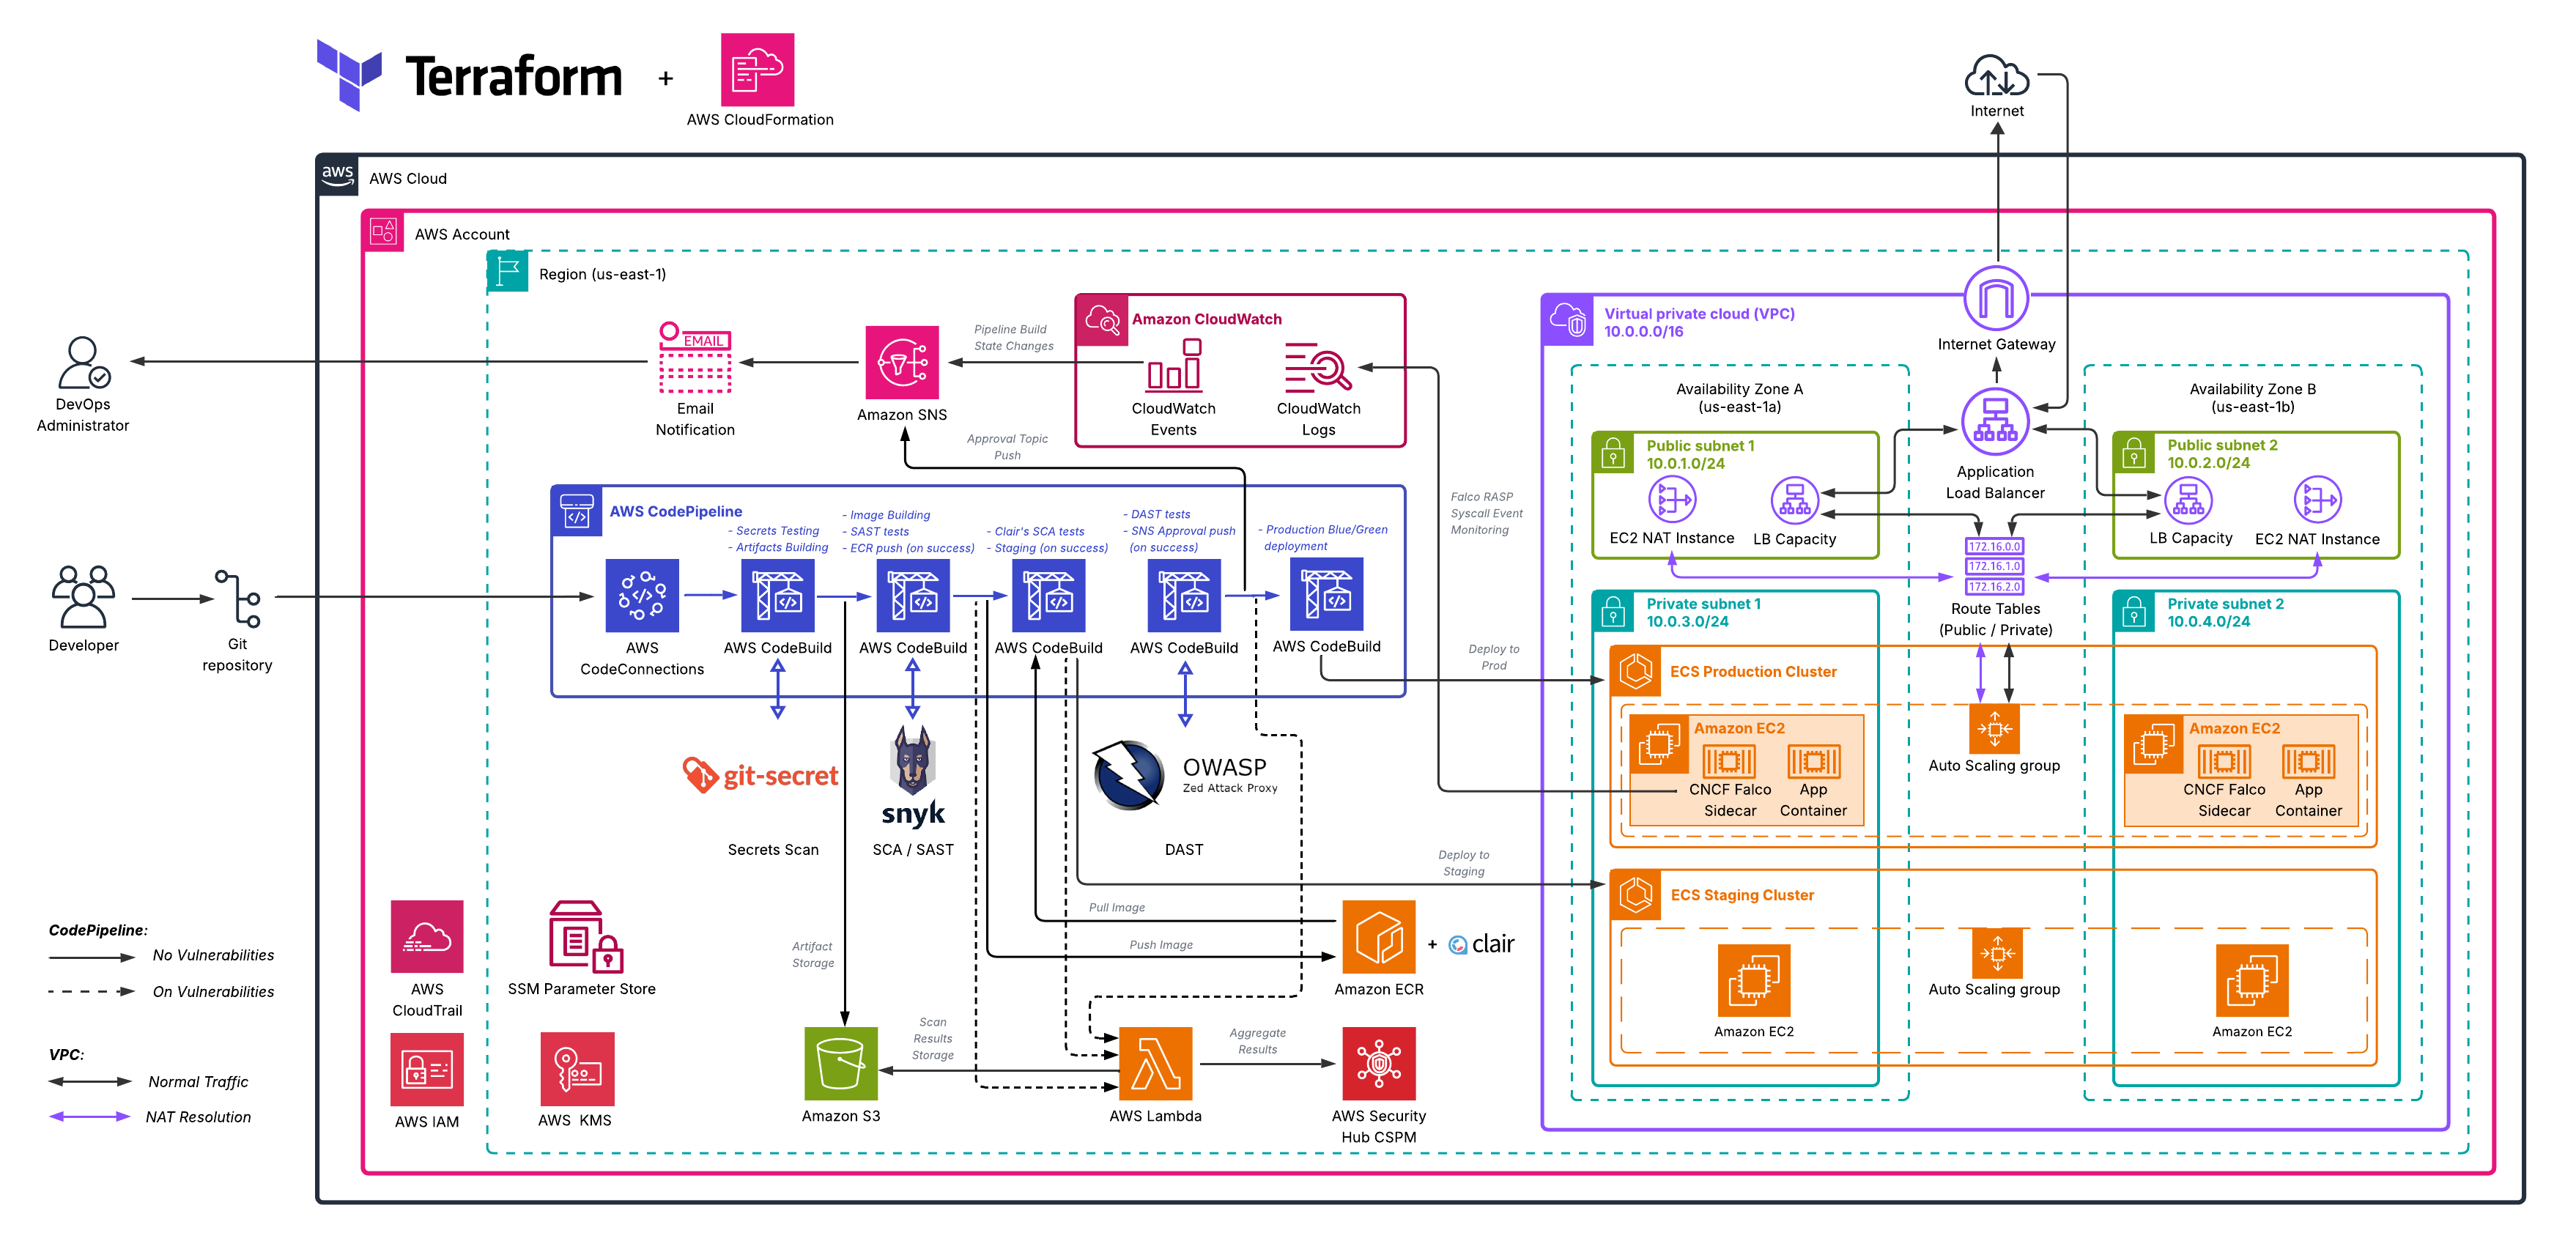 Terraform
+
AWS CloudFormation
Internet
aws
AWS Cloud
AWS Account
Region (us-east-1)
DevOps
Administrator
EMAIL
Email
Notification
Amazon SNS
Pipeline Build
State Changes
Amazon CloudWatch
CloudWatch
Events
CloudWatch
Logs
Approval Topic
Push
Falco RASP
Syscall Event
Monitoring
Developer
Git
repository
AWS CodePipeline
- Secrets Testing
- Artifacts Building
- Image Building
- SAST tests
- ECR push (on success)
- Clair's SCA tests
- Staging (on success)
- DAST tests
- SNS Approval push
(on success)
- Production Blue/Green
deployment
AWS
CodeConnections
AWS CodeBuild
AWS CodeBuild
AWS CodeBuild
AWS CodeBuild
AWS CodeBuild
Deploy to
Prod
git-secret
Secrets Scan
snyk
SCA / SAST
OWASP
Zed Attack Proxy
DAST
Deploy to
Staging
Pull Image
Push Image
Artifact
Storage
Amazon ECR
+
clair
AWS
CloudTrail
SSM Parameter Store
AWS IAM
AWS KMS
Amazon S3
Scan
Results
Storage
AWS Lambda
Aggregate
Results
AWS Security
Hub CSPM
CodePipeline:
No Vulnerabilities
On Vulnerabilities
VPC:
Normal Traffic
NAT Resolution
Virtual private cloud (VPC)
10.0.0.0/16
Internet Gateway
Availability Zone A
(us-east-1a)
Availability Zone B
(us-east-1b)
Application
Load Balancer
Public subnet 1
10.0.1.0/24
EC2 NAT Instance
LB Capacity
Public subnet 2
10.0.2.0/24
LB Capacity
EC2 NAT Instance
172.16.0.0
172.16.1.0
172.16.2.0
Route Tables
(Public / Private)
Private subnet 1
10.0.3.0/24
Private subnet 2
10.0.4.0/24
ECS Production Cluster
Amazon EC2
CNCF Falco
Sidecar
App
Container
Auto Scaling group
Amazon EC2
CNCF Falco
Sidecar
App
Container
ECS Staging Cluster
Amazon EC2
Auto Scaling group
Amazon EC2